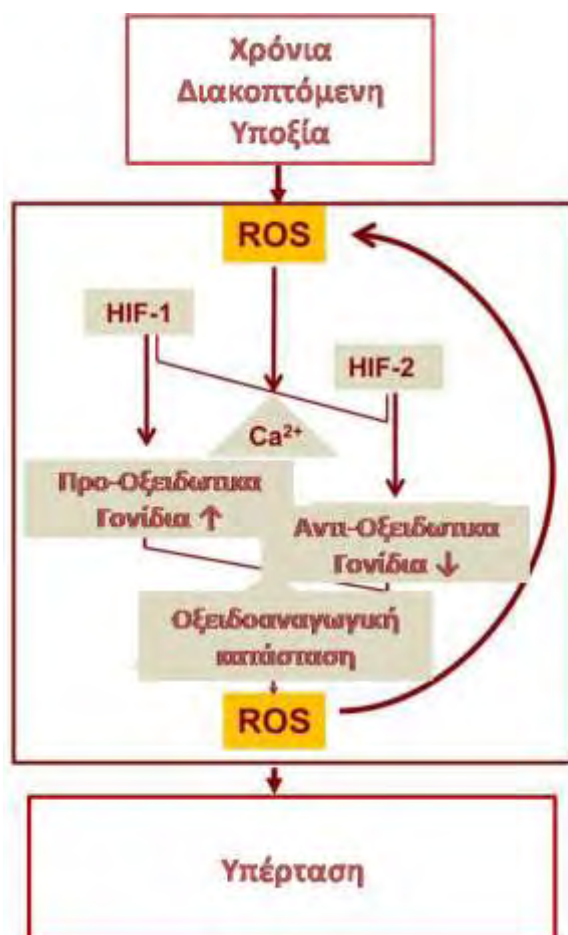 Χρόνια
Διακοπτόμενη
Υποξία
ROS
HIF-1
HIF-2
Ca²⁺
Προ-Οξειδωτικα
Γονίδια ↑
Αντι-Οξειδωτικα
Γονίδια ↓
Οξειδοαναγωγική
κατάσταση
ROS
Υπέρταση